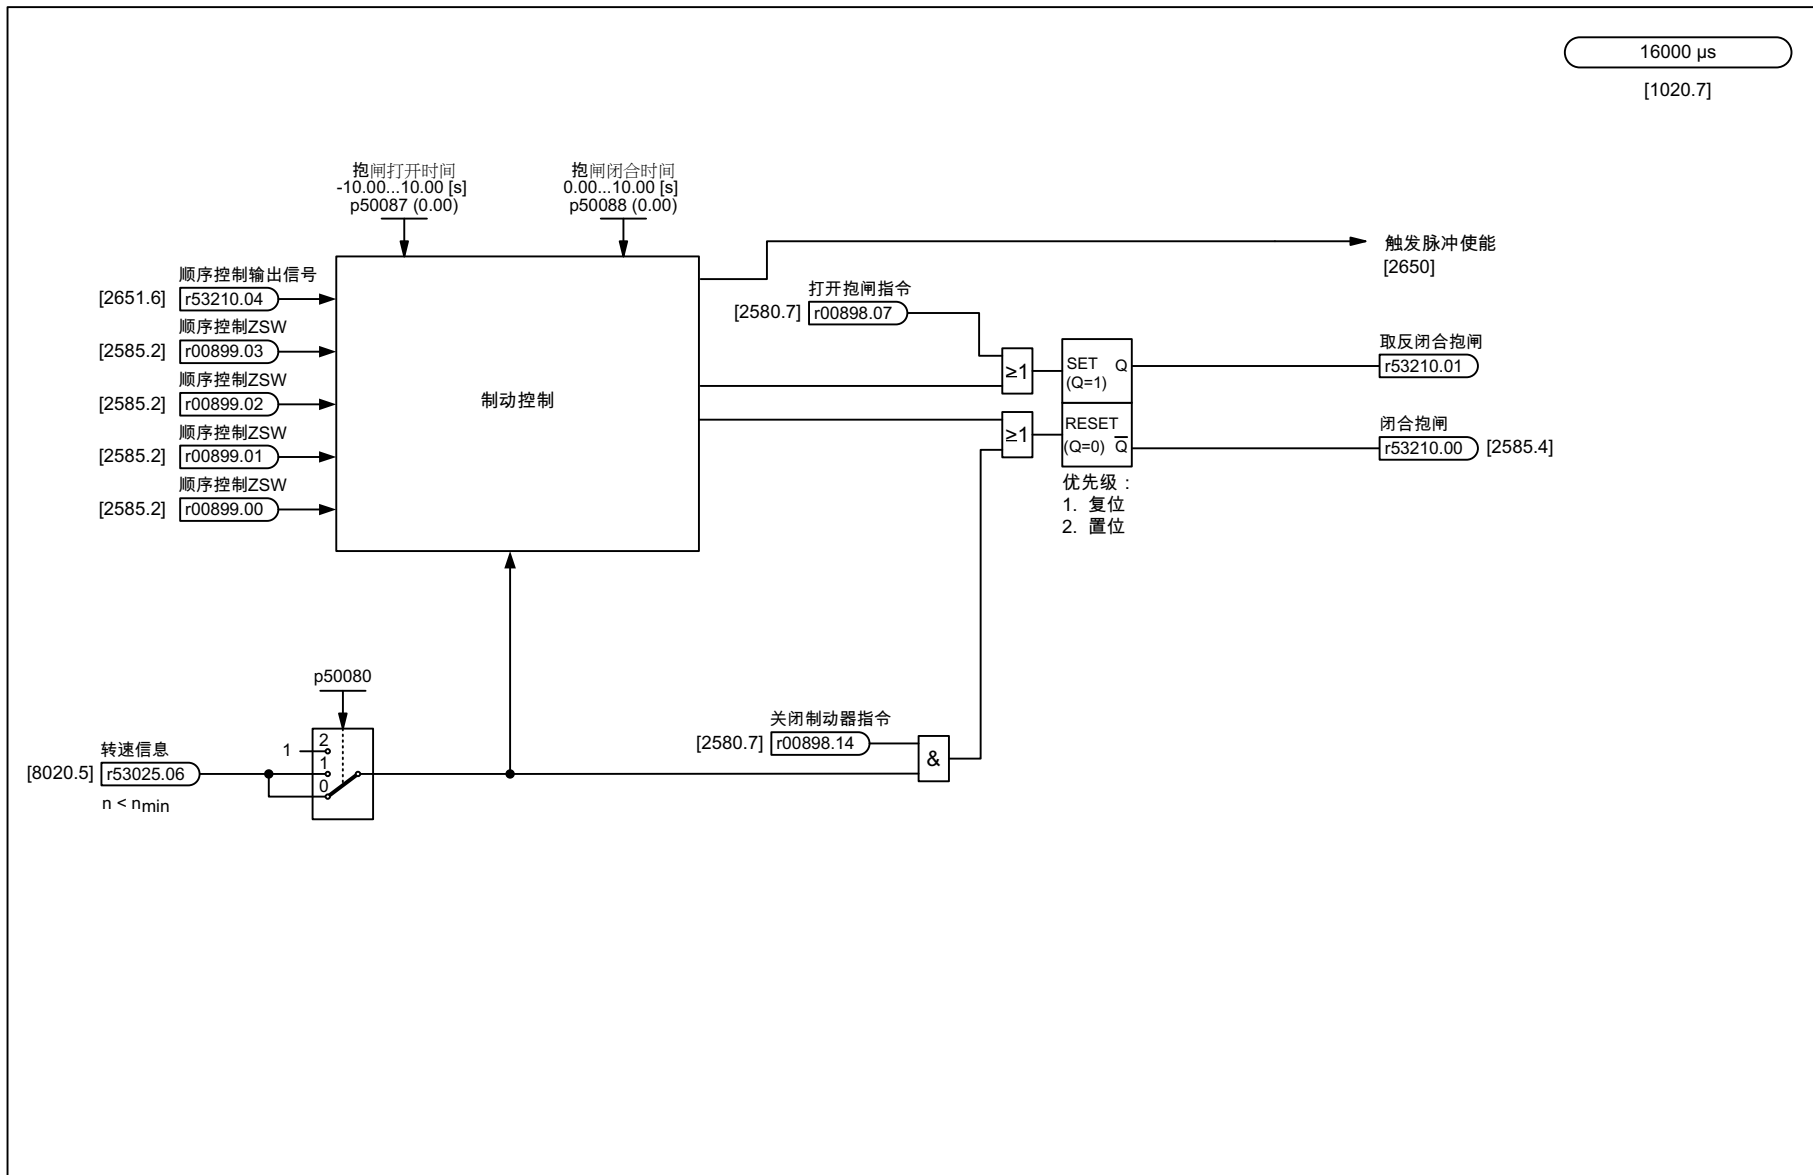 16000 µs
[1020.7]
抱闸打开时间
-10.00...10.00 [s]
p50087 (0.00)
抱闸闭合时间
0.00...10.00 [s]
p50088 (0.00)
触发脉冲使能
[2650]
顺序控制输出信号
[2651.6] r53210.04
顺序控制ZSW
[2585.2] r00899.03
顺序控制ZSW
[2585.2] r00899.02
顺序控制ZSW
[2585.2] r00899.01
顺序控制ZSW
[2585.2] r00899.00
制动控制
打开抱闸指令
[2580.7] r00898.07
≥1
≥1
SET Q
(Q=1)
RESET
(Q=0) Q̅
优先级：
1. 复位
2. 置位
取反闭合抱闸
r53210.01
闭合抱闸
r53210.00 [2585.4]
p50080
2
1
1
0
转速信息
[8020.5] r53025.06
n < nmin
关闭制动器指令
[2580.7] r00898.14
&